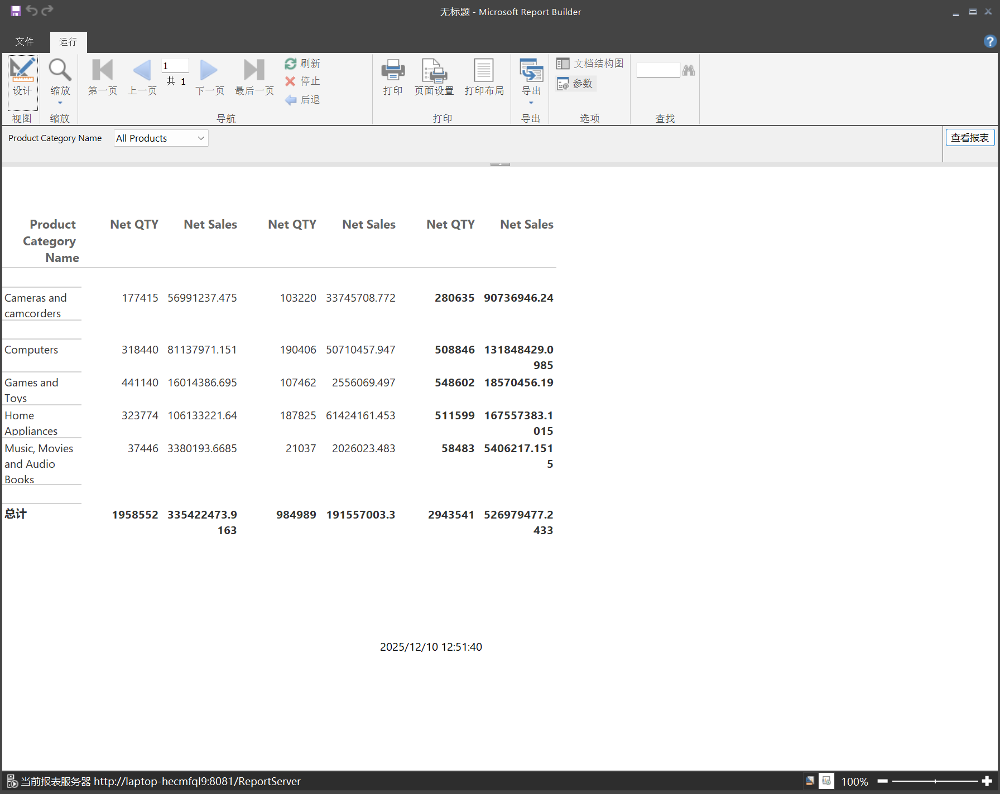 无标题 - Microsoft Report Builder
文件 运行
设计 缩放 第一页 上一页 1 共 1 下一页 最后一页 刷新 停止 后退 打印 页面设置 打印布局 导出 文档结构图 参数
视图 缩放 导航 打印 导出 选项 查找
Product Category Name All Products 查看报表
Product Category Name Net QTY Net Sales Net QTY Net Sales Net QTY Net Sales
Cameras and camcorders 177415 56991237.475 103220 33745708.772 280635 90736946.24
Computers 318440 81137971.151 190406 50710457.947 508846 131848429.0985
Games and Toys 441140 16014386.695 107462 2556069.497 548602 18570456.19
Home Appliances 323774 106133221.64 187825 61424161.453 511599 167557383.1015
Music, Movies and Audio Books 37446 3380193.6685 21037 2026023.483 58483 5406217.1515
总计 1958552 335422473.9163 984989 191557003.3 2943541 526979477.2433
2025/12/10 12:51:40
当前报表服务器 http://laptop-hecmfql9:8081/ReportServer 100%